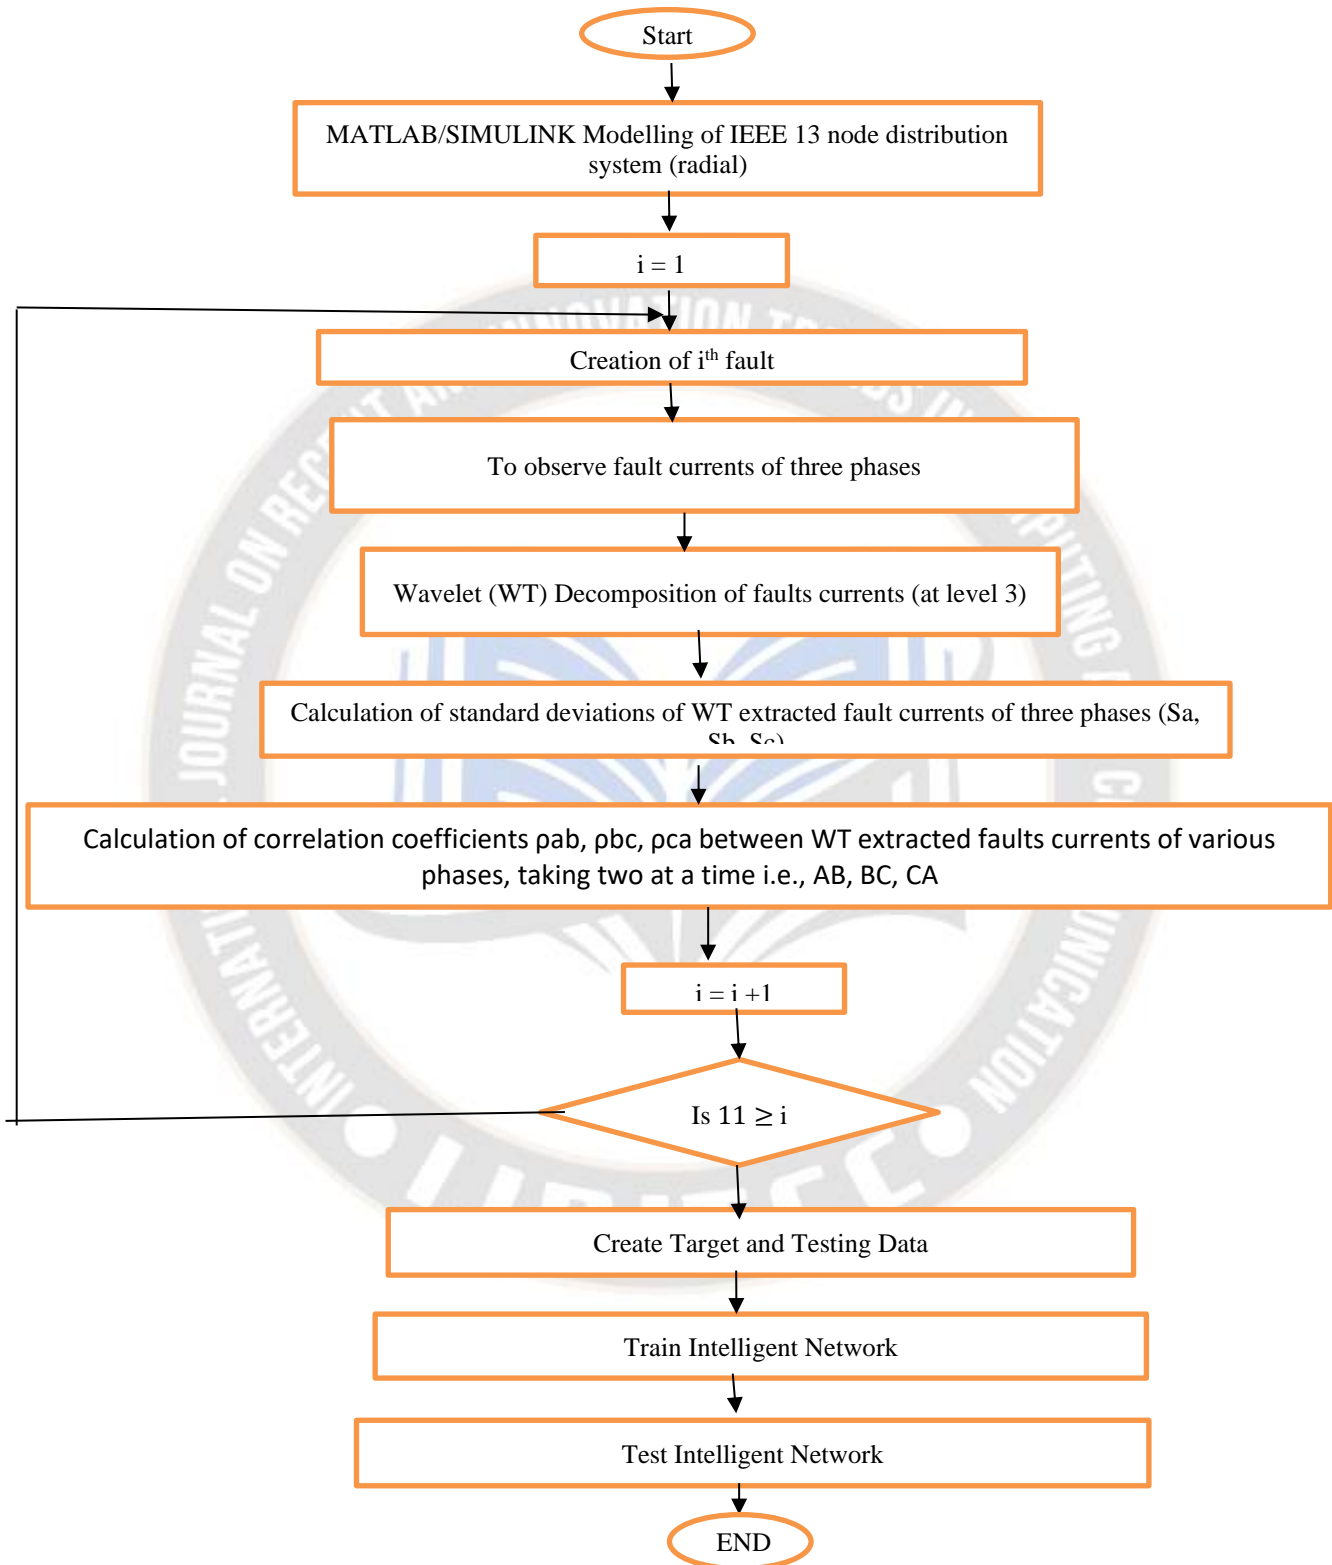 Start
MATLAB/SIMULINK Modelling of IEEE 13 node distribution
system (radial)
i = 1
Creation of ith fault
To observe fault currents of three phases
Wavelet (WT) Decomposition of faults currents (at level 3)
Calculation of standard deviations of WT extracted fault currents of three phases (Sa,
Sb, Sc)
Calculation of correlation coefficients ρab, ρbc, ρca between WT extracted faults currents of various
phases, taking two at a time i.e., AB, BC, CA
i = i +1
Is 11 ≥ i
Create Target and Testing Data
Train Intelligent Network
Test Intelligent Network
END